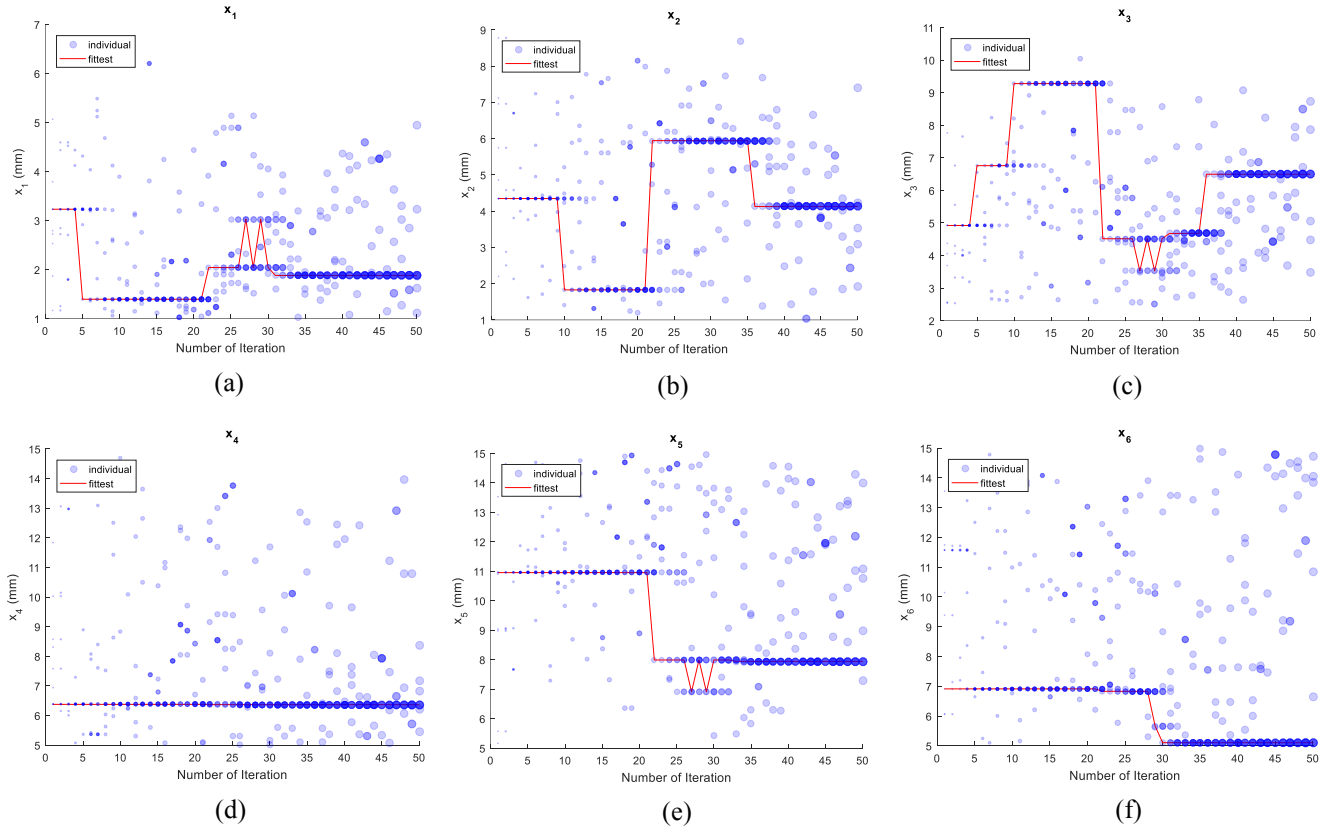 x1
7
6
5
4
3
2
1
x1 (mm)
individual
fittest
0 5 10 15 20 25 30 35 40 45 50
Number of Iteration
(a)
x2
9
8
7
6
5
4
3
2
1
x2 (mm)
individual
fittest
0 5 10 15 20 25 30 35 40 45 50
Number of Iteration
(b)
x3
11
10
9
8
7
6
5
4
3
2
x3 (mm)
individual
fittest
0 5 10 15 20 25 30 35 40 45 50
Number of Iteration
(c)
x4
15
14
13
12
11
10
9
8
7
6
5
x4 (mm)
individual
fittest
0 5 10 15 20 25 30 35 40 45 50
Number of Iteration
(d)
x5
15
14
13
12
11
10
9
8
7
6
5
x5 (mm)
individual
fittest
0 5 10 15 20 25 30 35 40 45 50
Number of Iteration
(e)
x6
15
14
13
12
11
10
9
8
7
6
5
x6 (mm)
individual
fittest
0 5 10 15 20 25 30 35 40 45 50
Number of Iteration
(f)